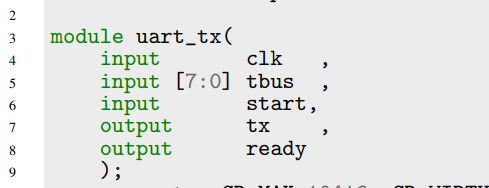 2
3 module uart_tx(
4 input clk ,
5 input [7:0] tbus ,
6 input start,
7 output tx ,
8 output ready
9 );